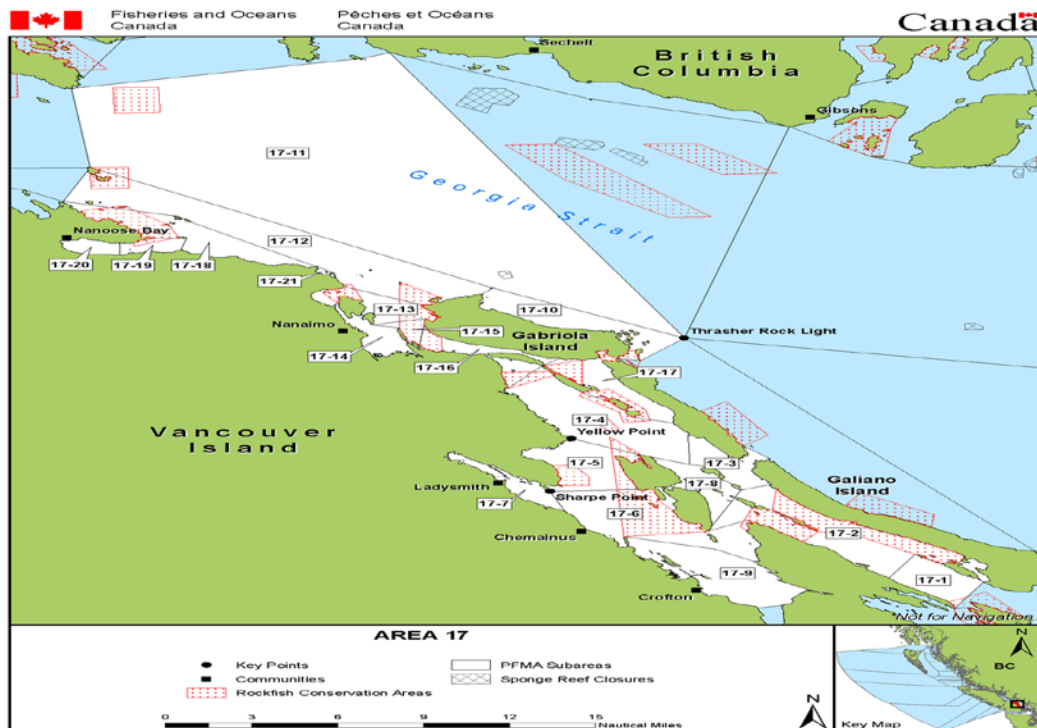 Fisheries and Oceans Pêches et Océans
Canada Canada
Canada
Sechelt
British
Columbia
Gibsons
17-11
Georgia Strait
Nanoose Bay
17-12
17-20
17-19
17-18
17-21
17-13
17-10
Nanaimo
17-15
Thrasher Rock Light
Gabriola
Island
17-14
17-16
17-17
17-4
Vancouver
Island
Yellow Point
17-5
17-3
Ladysmith
17-8
Galiano
Island
17-7
Sharpe Point
17-6
Chemainus
17-2
17-9
17-1
Crofton
*Not for Navigation
AREA 17
N
BC
Key Points
PFMA Subareas
Communities
Sponge Reef Closures
Rockfish Conservation Areas
N
0 3 6 9 12 15
Nautical Miles
Key Map